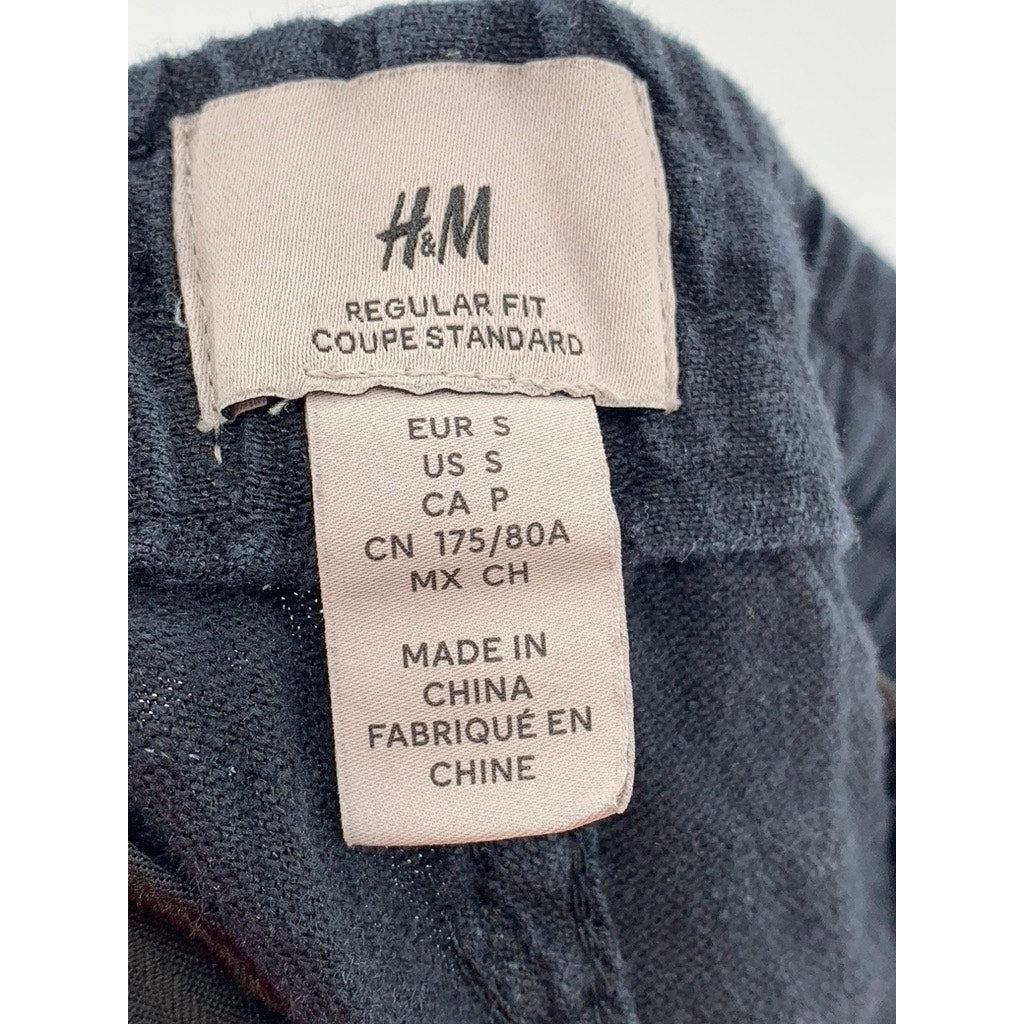 H&M
REGULAR FIT
COUPE STANDARD
EUR S
US S
CA P
CN 175/80A
MX CH
MADE IN
CHINA
FABRIQUÉ EN
CHINE